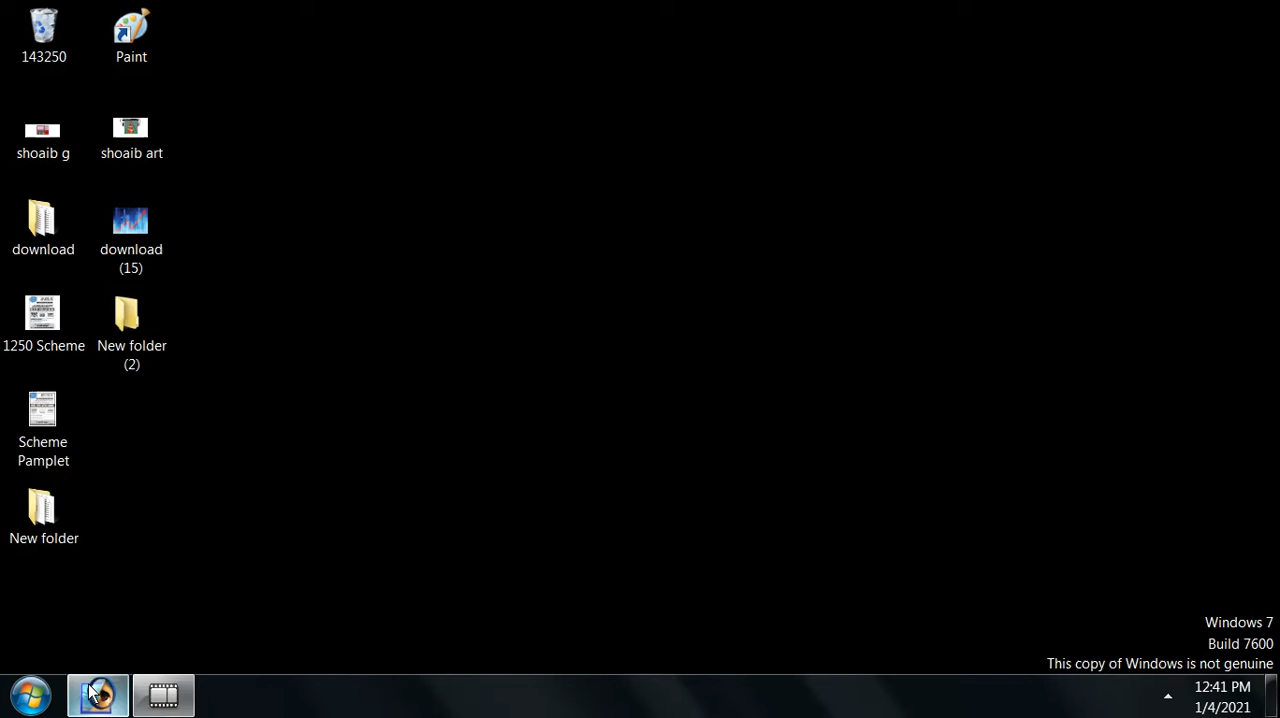 143250
Paint
shoaib g
shoaib art
download
download
(15)
1250 Scheme
New folder
(2)
Scheme
Pamplet
New folder
Windows 7
Build 7600
This copy of Windows is not genuine
12:41 PM
1/4/2021